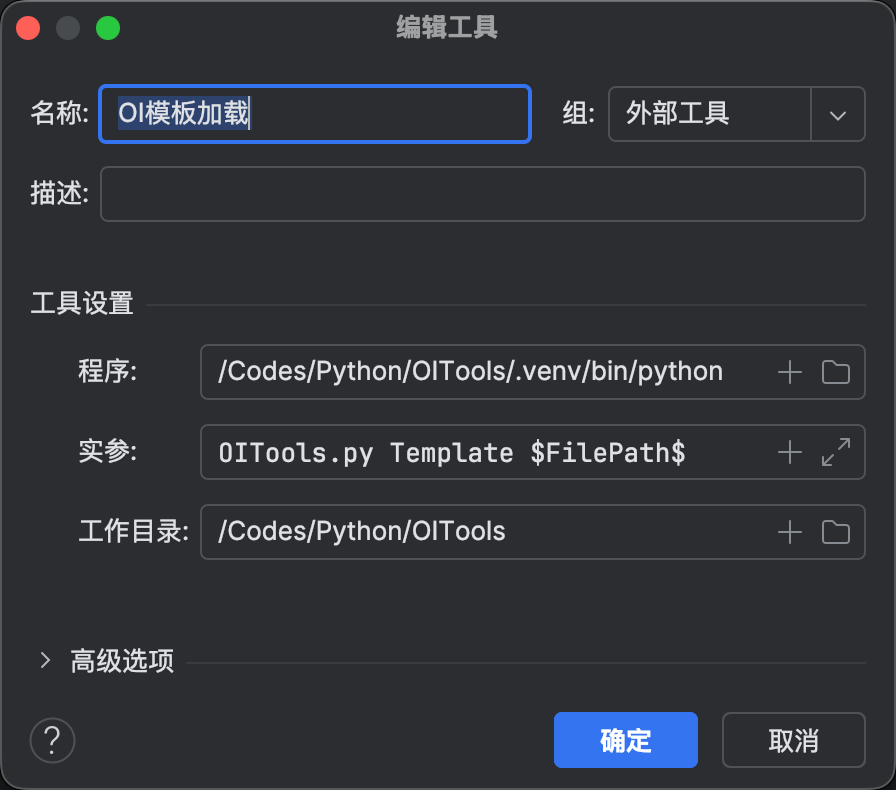 编辑工具
名称: OI模板加载 组: 外部工具
描述:
工具设置
程序: /Codes/Python/OITools/.venv/bin/python
实参: OITools.py Template $FilePath$
工作目录: /Codes/Python/OITools
高级选项
? 确定 取消